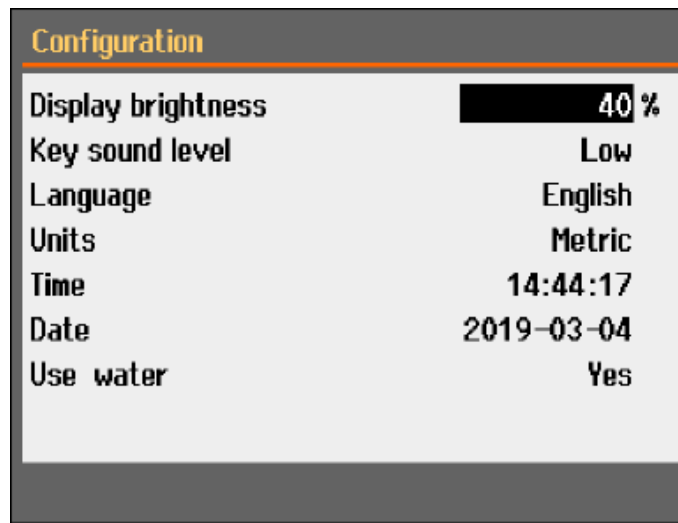 Configuration
Display brightness 40 %
Key sound level Low
Language English
Units Metric
Time 14:44:17
Date 2019-03-04
Use water Yes